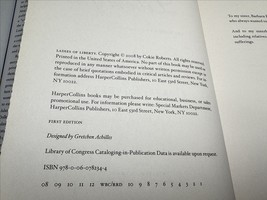 LADIES OF LIBERTY. Copyright © 2008 by Cokie Roberts. All rights reserved.
Printed in the United States of America. No part of this book may be used or
reproduced in any manner whatsoever without written permission except in
the case of brief quotations embodied in critical articles and reviews. For in-
formation address HarperCollins Publishers, 10 East 53rd Street, New York,
NY 10022.
HarperCollins books may be purchased for educational, business, or sales
promotional use. For information please write: Special Markets Department,
HarperCollins Publishers, 10 East 53rd Street, New York, NY 10022.
FIRST EDITION
Designed by Gretchen Achilles
Library of Congress Cataloging-in-Publication Data is available upon request.
ISBN 978-0-06-078234-4
08 09 10 11 12 WBC/RRD 10 9 8 7 6 5 4 3 2 1
To my sister, Barbara
who always wanted
And to my
including
sufferings